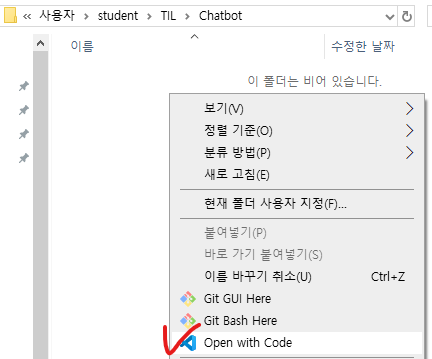 « 사용자 > student > TIL > Chatbot
이름 수정한 날짜
이 폴더는 비어 있습니다.
보기(V)
정렬 기준(O)
분류 방법(P)
새로 고침(E)
현재 폴더 사용자 지정(F)...
붙여넣기(P)
바로 가기 붙여넣기(S)
이름 바꾸기 취소(U) Ctrl+Z
Git GUI Here
Git Bash Here
Open with Code